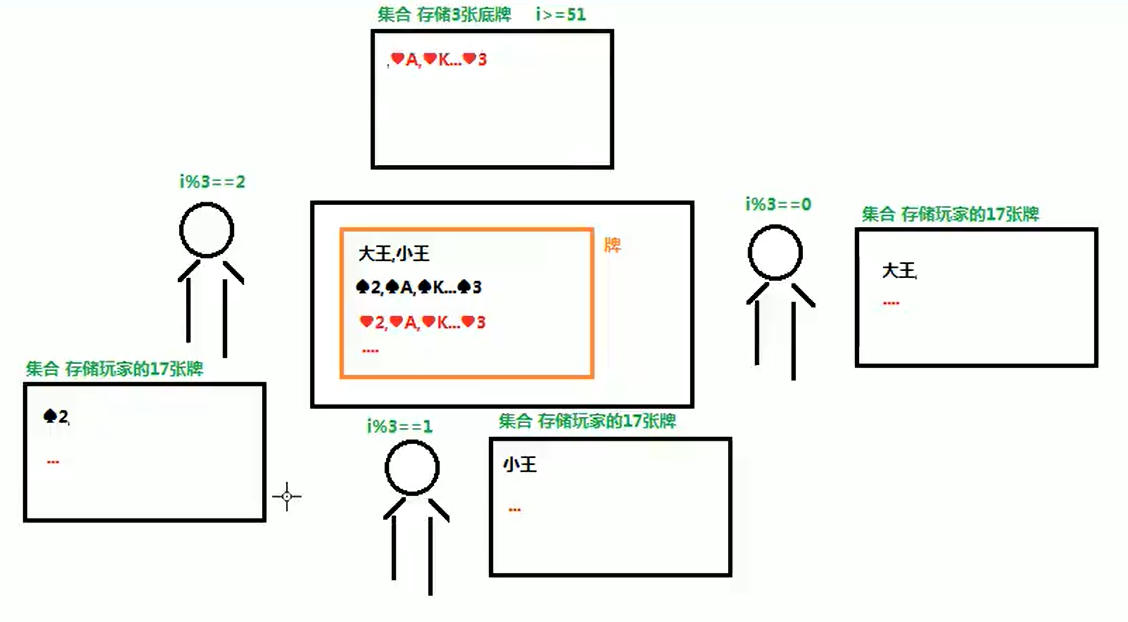 集合 存储3张底牌 i>=51
,♥A,♥K...♥3
i%3==2
i%3==0
集合 存储玩家的17张牌
大王,
....
牌
大王,小王
♠2,♠A,♠K...♠3
♥2,♥A,♥K...♥3
....
集合 存储玩家的17张牌
♠2,
...
i%3==1
集合 存储玩家的17张牌
小王
...